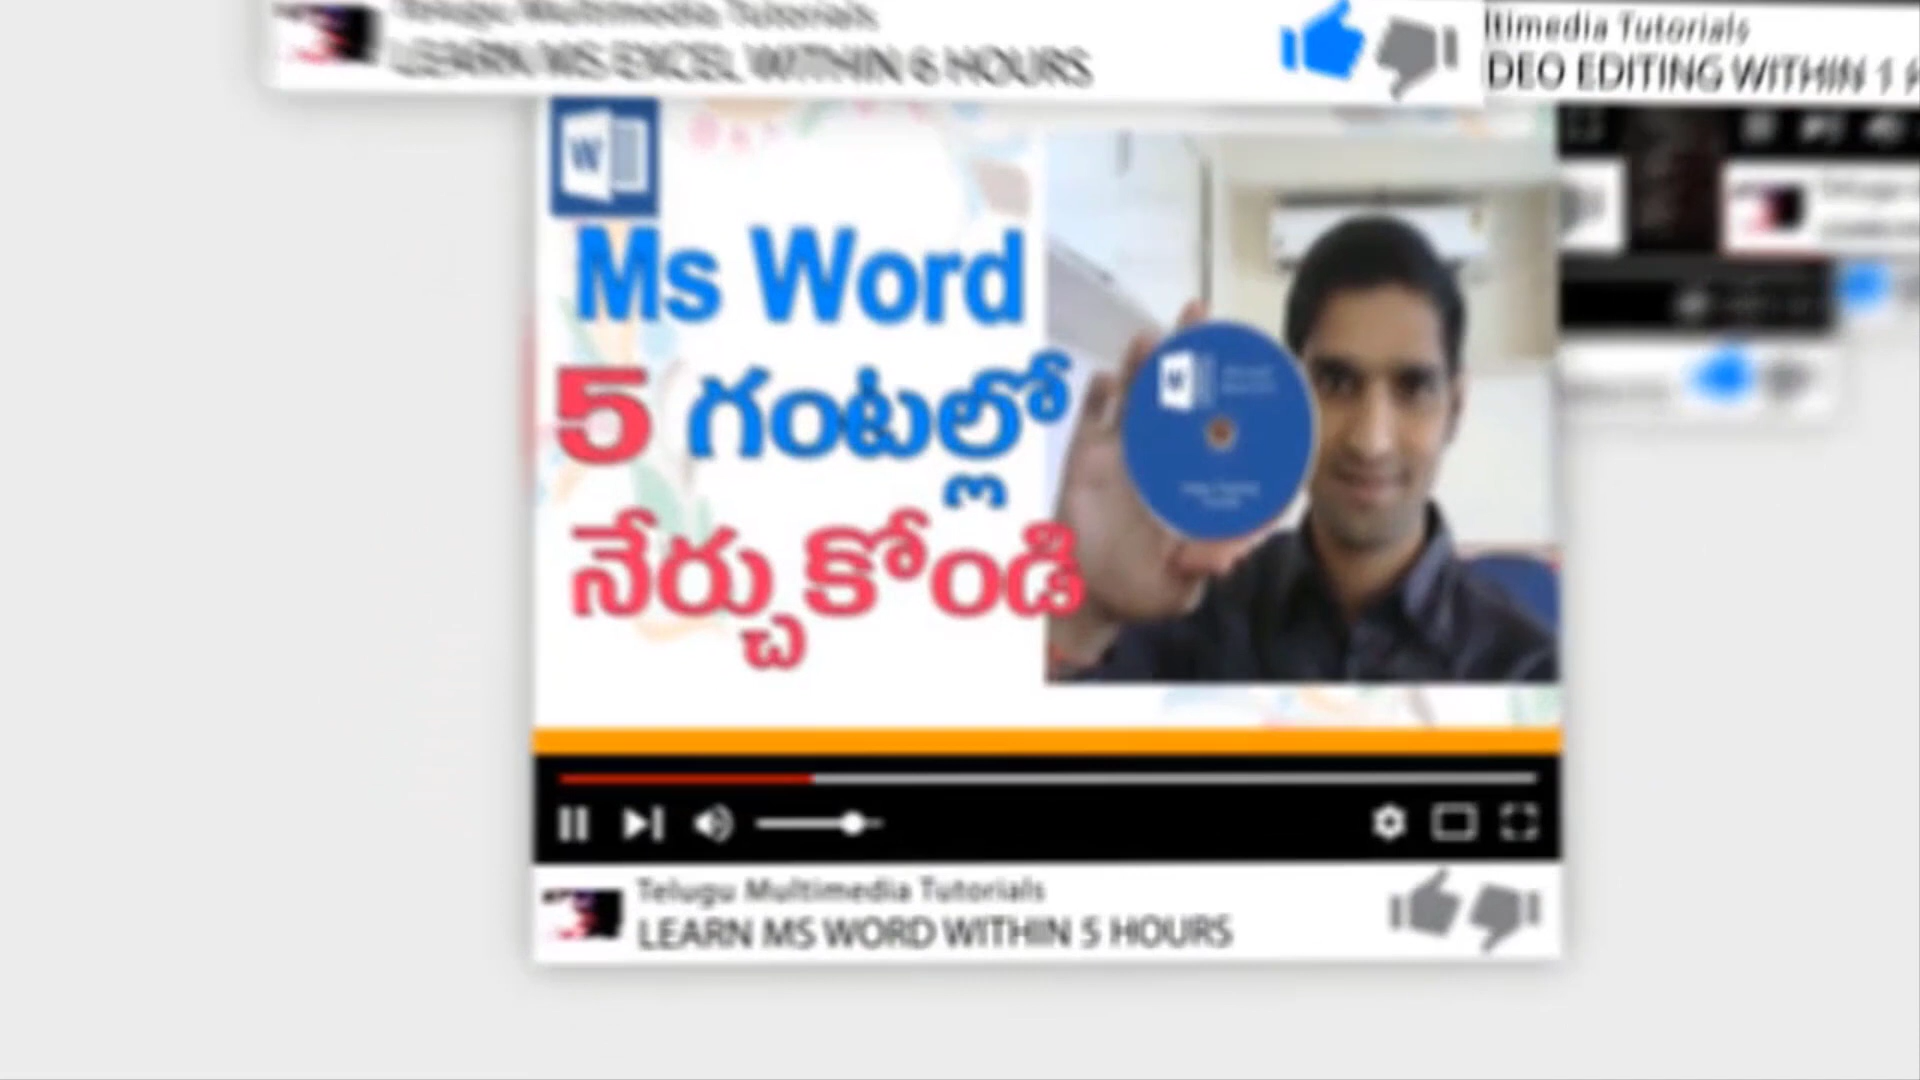 Telugu Multimedia Tutorials
LEARN MS EXCEL WITHIN 6 HOURS
ltimedia Tutorials
DEO EDITING WITHIN 1
W
Ms Word
5 గంటల్లో
నేర్చుకోండి
W
Telugu Multimedia Tutorials
LEARN MS WORD WITHIN 5 HOURS